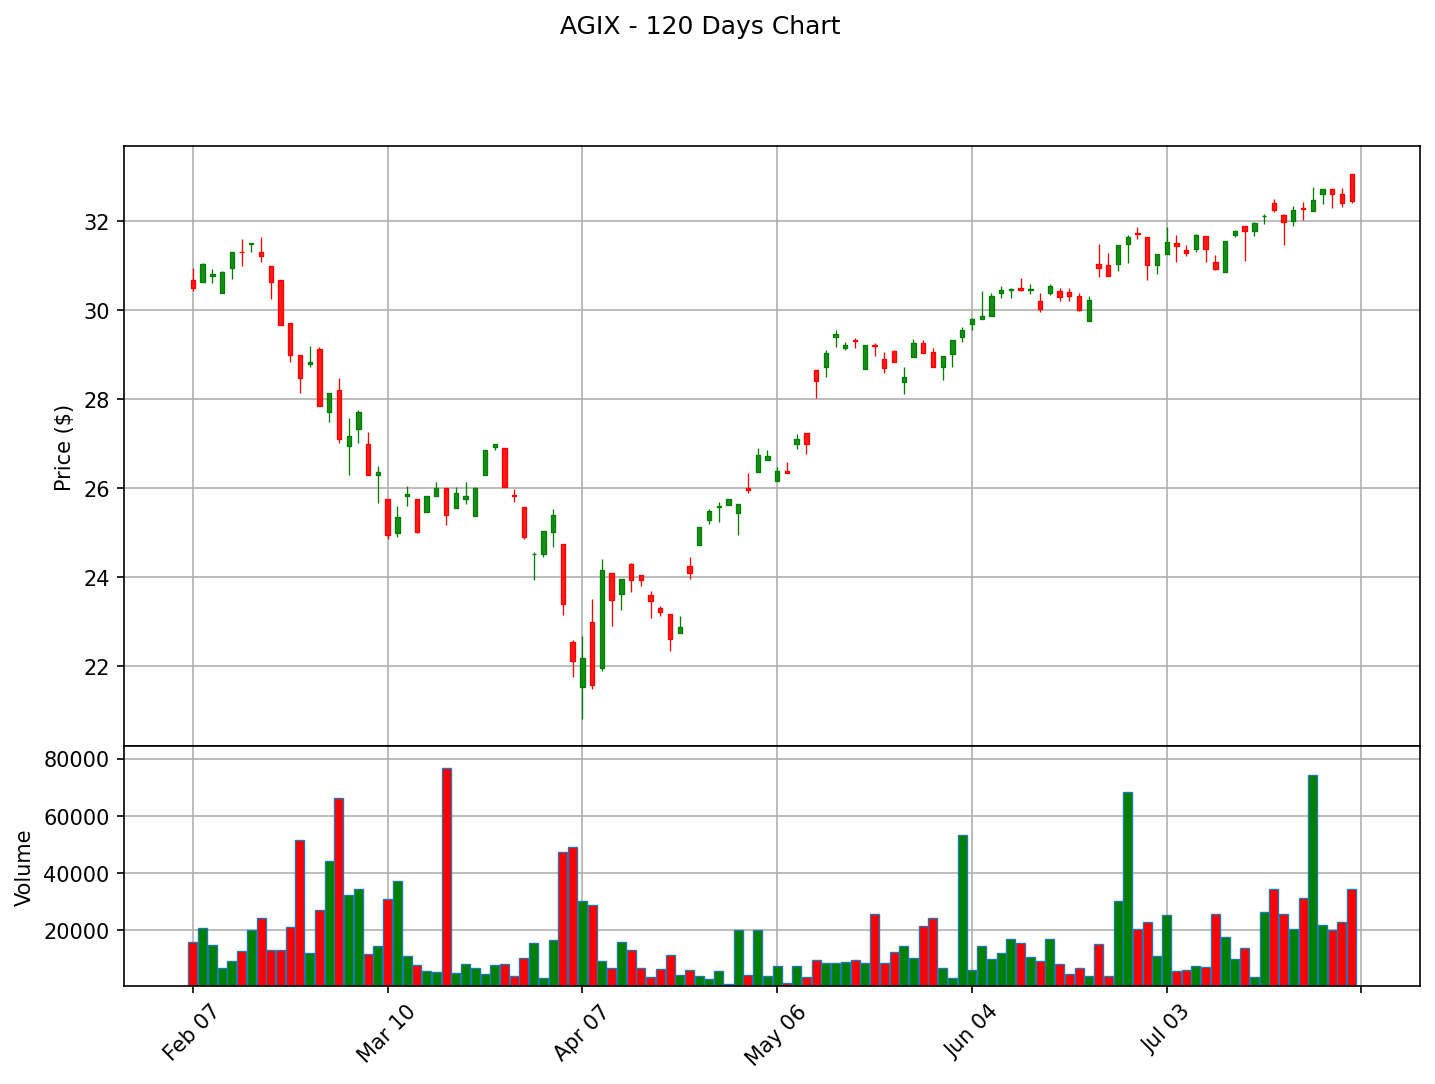 AGIX - 120 Days Chart
Price ($)
32
30
28
26
24
22
Volume
80000
60000
40000
20000
Feb 07
Mar 10
Apr 07
May 06
Jun 04
Jul 03